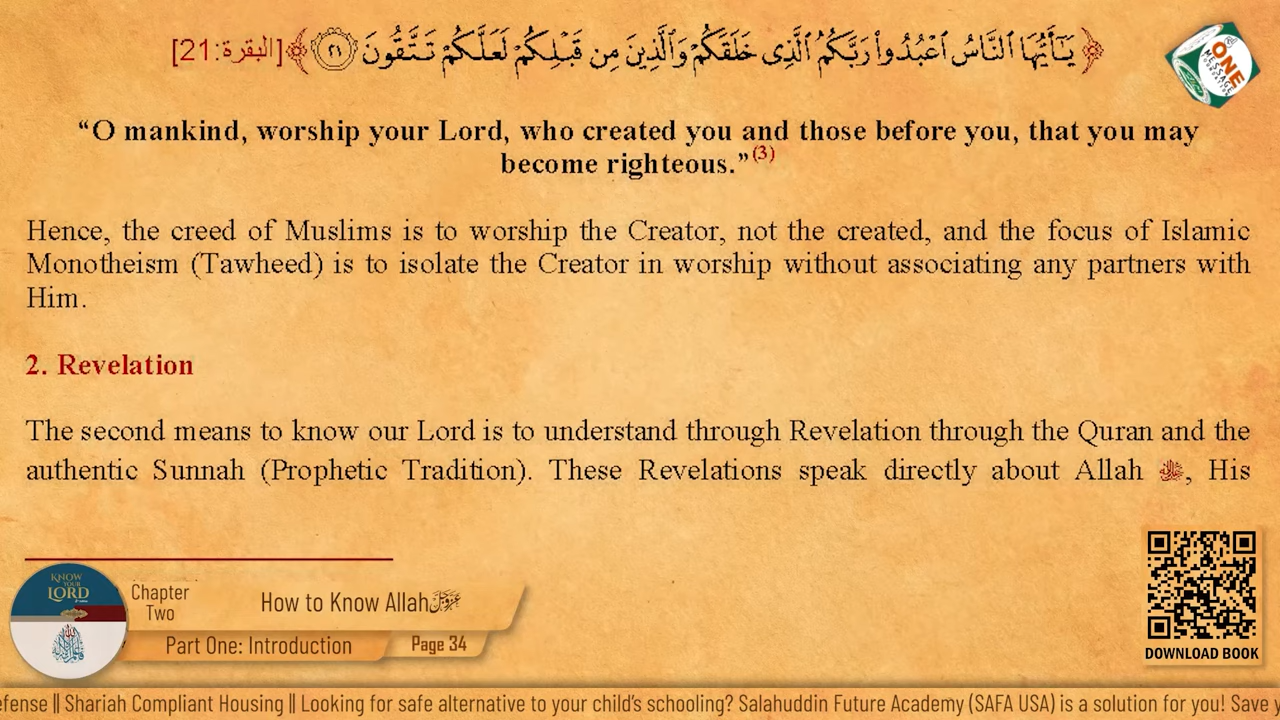 ﴿يَـٰٓأَيُّهَا ٱلنَّاسُ ٱعْبُدُوا۟ رَبَّكُمُ ٱلَّذِى خَلَقَكُمْ وَٱلَّذِينَ مِن قَبْلِكُمْ لَعَلَّكُمْ تَتَّقُونَ ٢١﴾ [البقرة:21]
ONE
MESSAGE
“O mankind, worship your Lord, who created you and those before you, that you may
become righteous.”(3)
Hence, the creed of Muslims is to worship the Creator, not the created, and the focus of Islamic
Monotheism (Tawheed) is to isolate the Creator in worship without associating any partners with
Him.
2. Revelation
The second means to know our Lord is to understand through Revelation through the Quran and the
authentic Sunnah (Prophetic Tradition). These Revelations speak directly about Allah ﷻ, His
KNOW
YOUR
LORD
Chapter
Two
How to Know Allah عزوجل
Part One: Introduction
Page 34
DOWNLOAD BOOK
efense || Shariah Compliant Housing || Looking for safe alternative to your child’s schooling? Salahuddin Future Academy (SAFA USA) is a solution for you! Save y